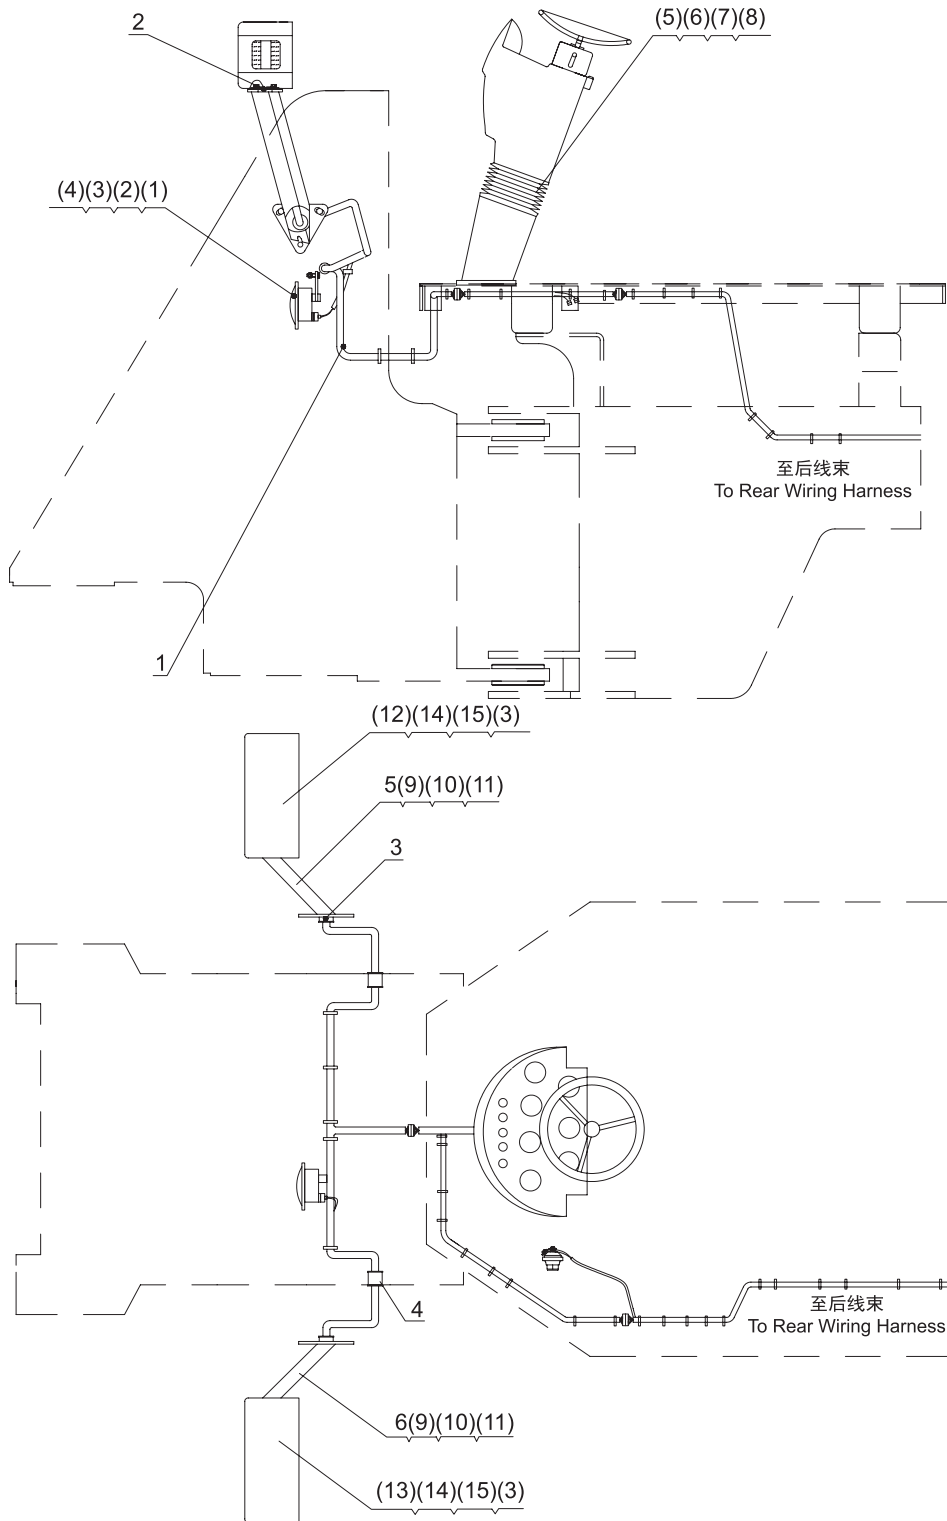 2
(5)(6)(7)(8)
(4)(3)(2)(1)
至后线束
To Rear Wiring Harness
1
(12)(14)(15)(3)
5(9)(10)(11)
3
4
至后线束
To Rear Wiring Harness
6(9)(10)(11)
(13)(14)(15)(3)